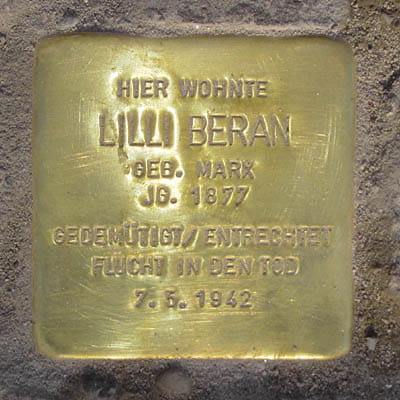 HIER WOHNTE
LILLI BERAN
GEB. MARK
JG. 1877
GEDEMÜTIGT/ENTRECHTET
FLUCHT IN DEN TOD
7.5.1942